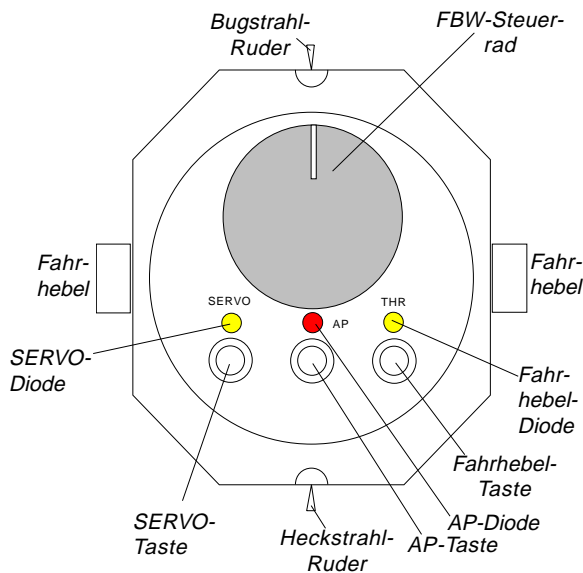 Bugstrahl-
Ruder
FBW-Steuer-
rad
Fahr-
hebel
Fahr-
hebel
SERVO
AP
THR
SERVO-
Diode
Fahr-
hebel-
Diode
Fahrhebel-
Taste
SERVO-
Taste
Heckstrahl-
Ruder
AP-Diode
AP-Taste